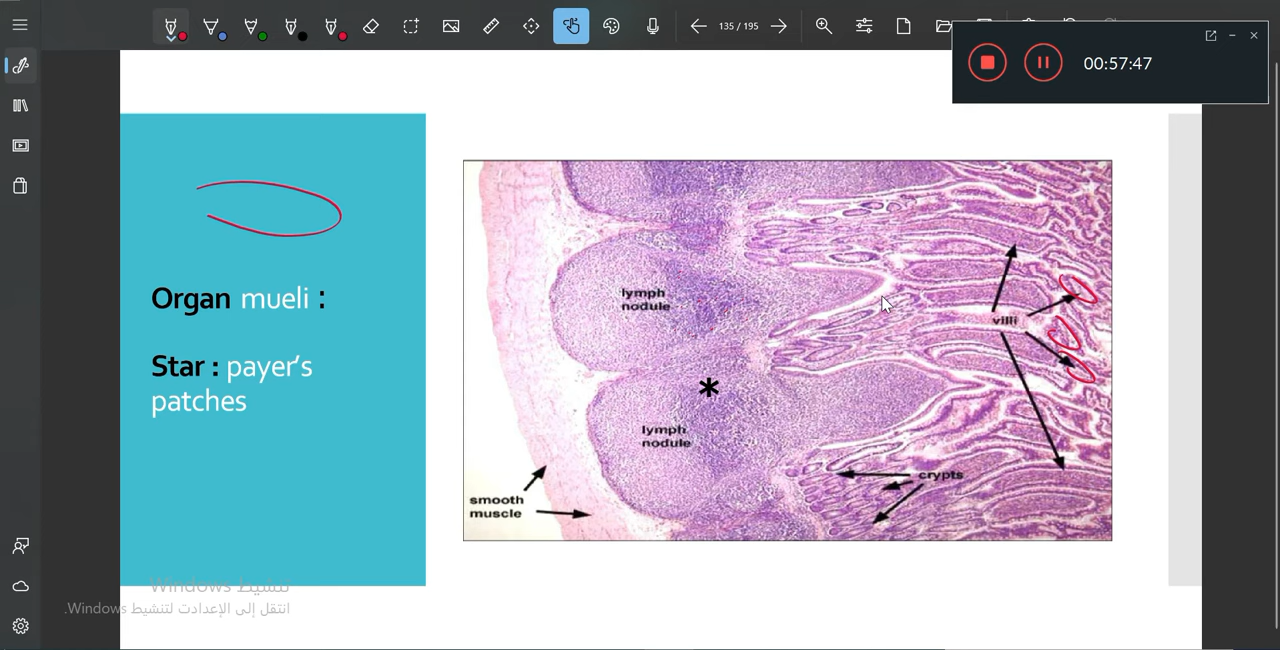 135 / 195
00:57:47
Organ mueli :
Star : payer's
patches
lymph
nodule
villi
*
lymph
nodule
crypts
smooth
muscle
تنشيط Windows
انتقل إلى الإعدادت لتنشيط Windows.